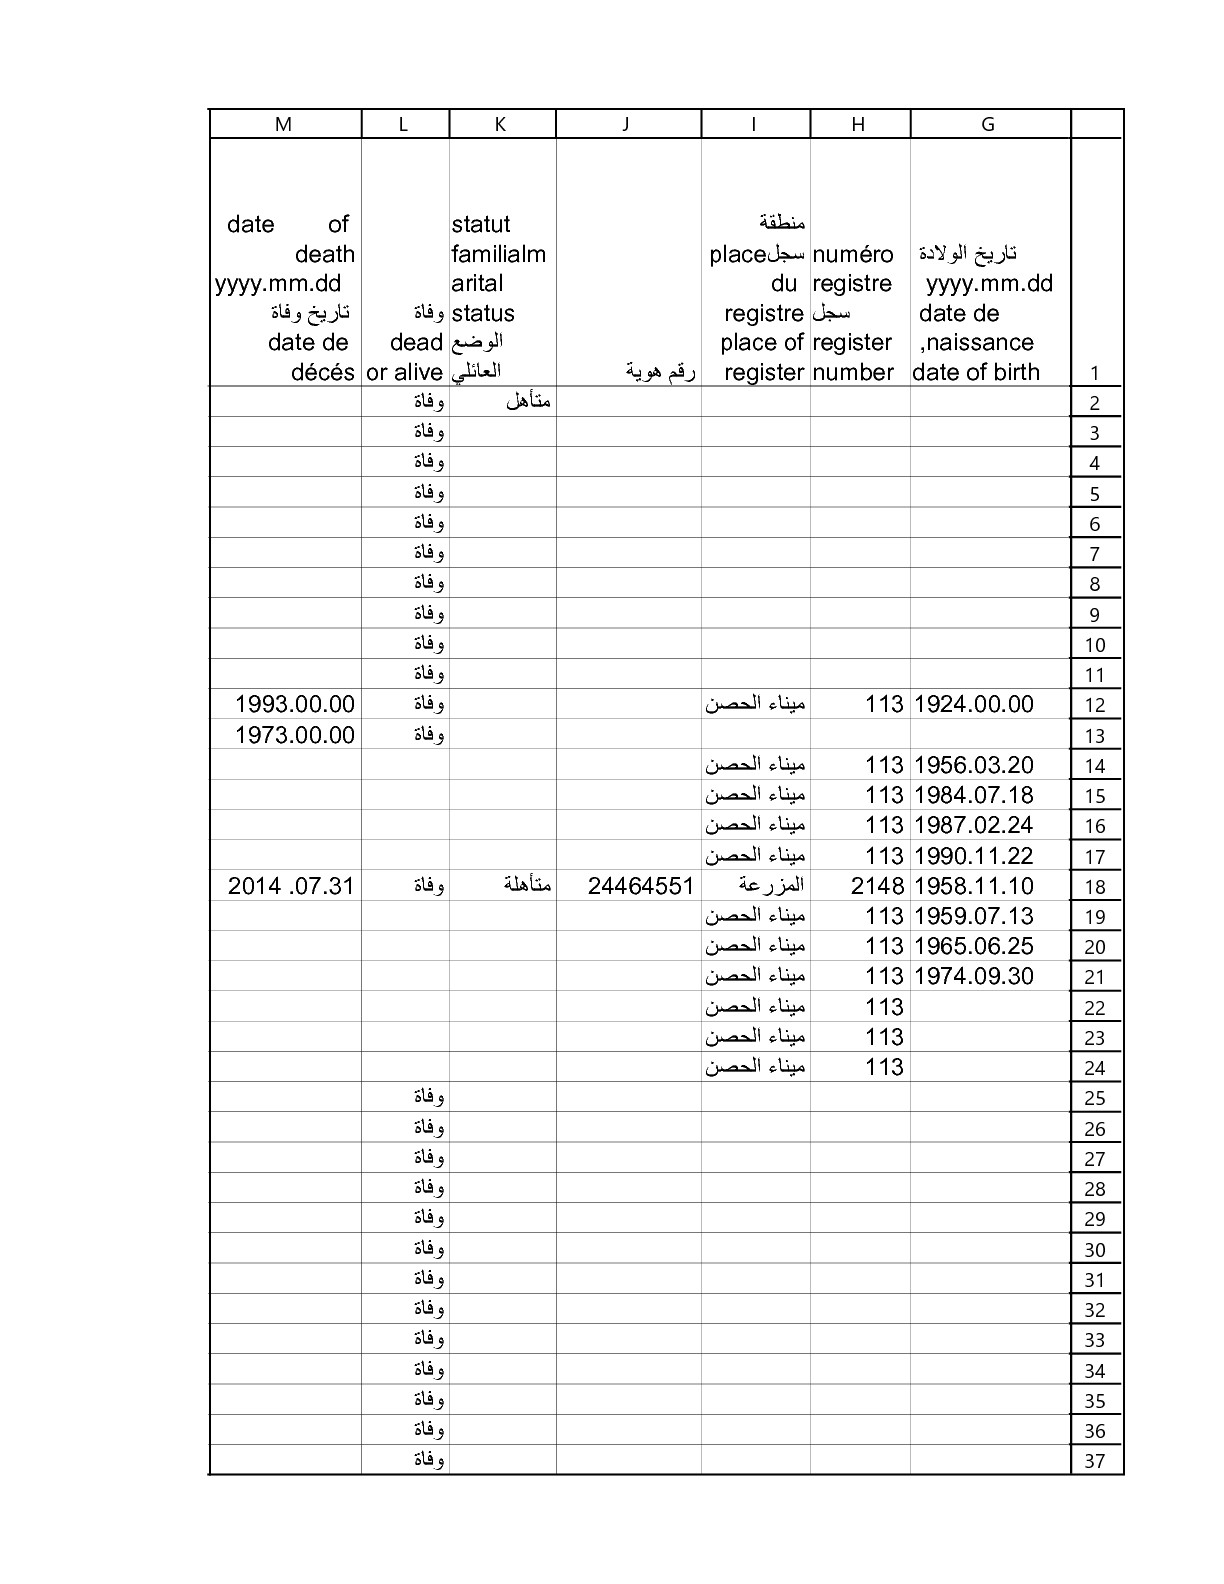 M L K J I H G
date of death yyyy.mm.dd تاريخ وفاة date de décés | وفاة dead or alive | statut familialm arital status الوضع العائلي | رقم هوية | منطقة سجل place du registre place of register | numéro registre سجل register number | تاريخ الولادة yyyy.mm.dd date de naissance, date of birth | 1
وفاة متأهل 2
وفاة 3
وفاة 4
وفاة 5
وفاة 6
وفاة 7
وفاة 8
وفاة 9
وفاة 10
وفاة 11
1993.00.00 وفاة ميناء الحصن 113 1924.00.00 12
1973.00.00 وفاة 13
ميناء الحصن 113 1956.03.20 14
ميناء الحصن 113 1984.07.18 15
ميناء الحصن 113 1987.02.24 16
ميناء الحصن 113 1990.11.22 17
2014 .07.31 وفاة متأهلة 24464551 المزرعة 2148 1958.11.10 18
ميناء الحصن 113 1959.07.13 19
ميناء الحصن 113 1965.06.25 20
ميناء الحصن 113 1974.09.30 21
ميناء الحصن 113 22
ميناء الحصن 113 23
ميناء الحصن 113 24
وفاة 25
وفاة 26
وفاة 27
وفاة 28
وفاة 29
وفاة 30
وفاة 31
وفاة 32
وفاة 33
وفاة 34
وفاة 35
وفاة 36
وفاة 37